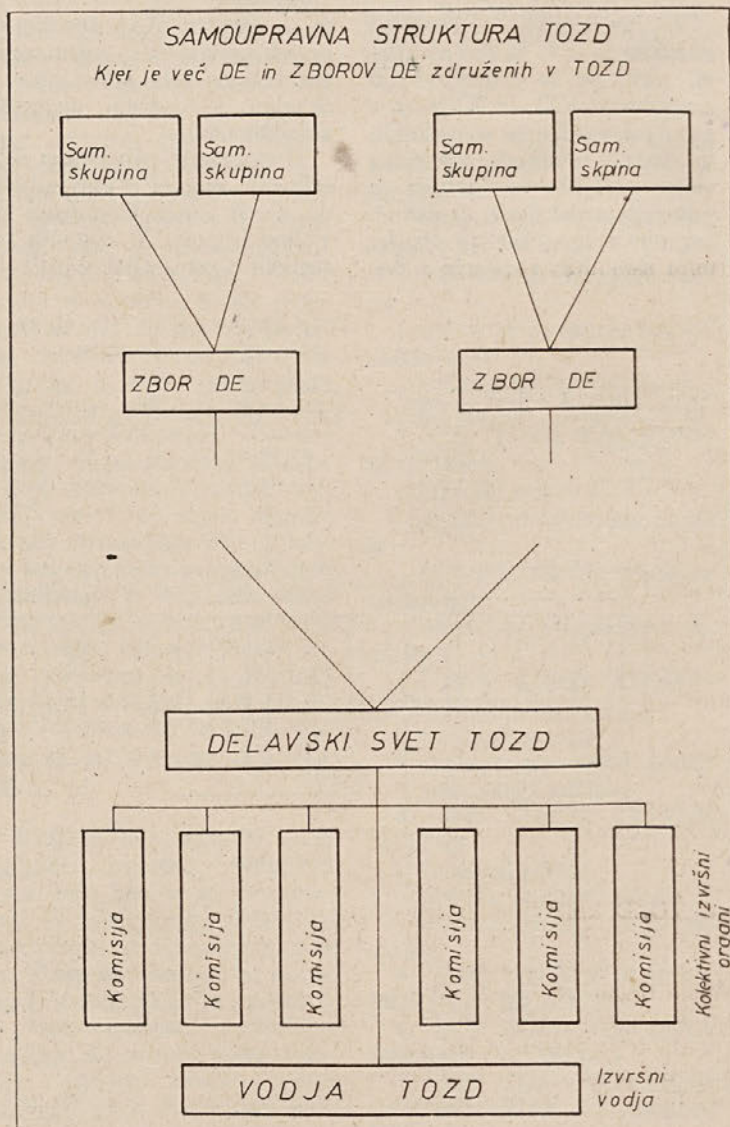 SAMOUPRAVNA STRUKTURA TOZD
Kjer je več DE in ZBOROV DE združenih v TOZD
Sam.
skupina
Sam.
skupina
Sam.
skupina
Sam.
skpina
ZBOR DE
ZBOR DE
DELAVSKI SVET TOZD
Komisija
Komisija
Komisija
Komisija
Komisija
Komisija
Kolektivni izvršni
organi
VODJA TOZD
Izvršni
vodja